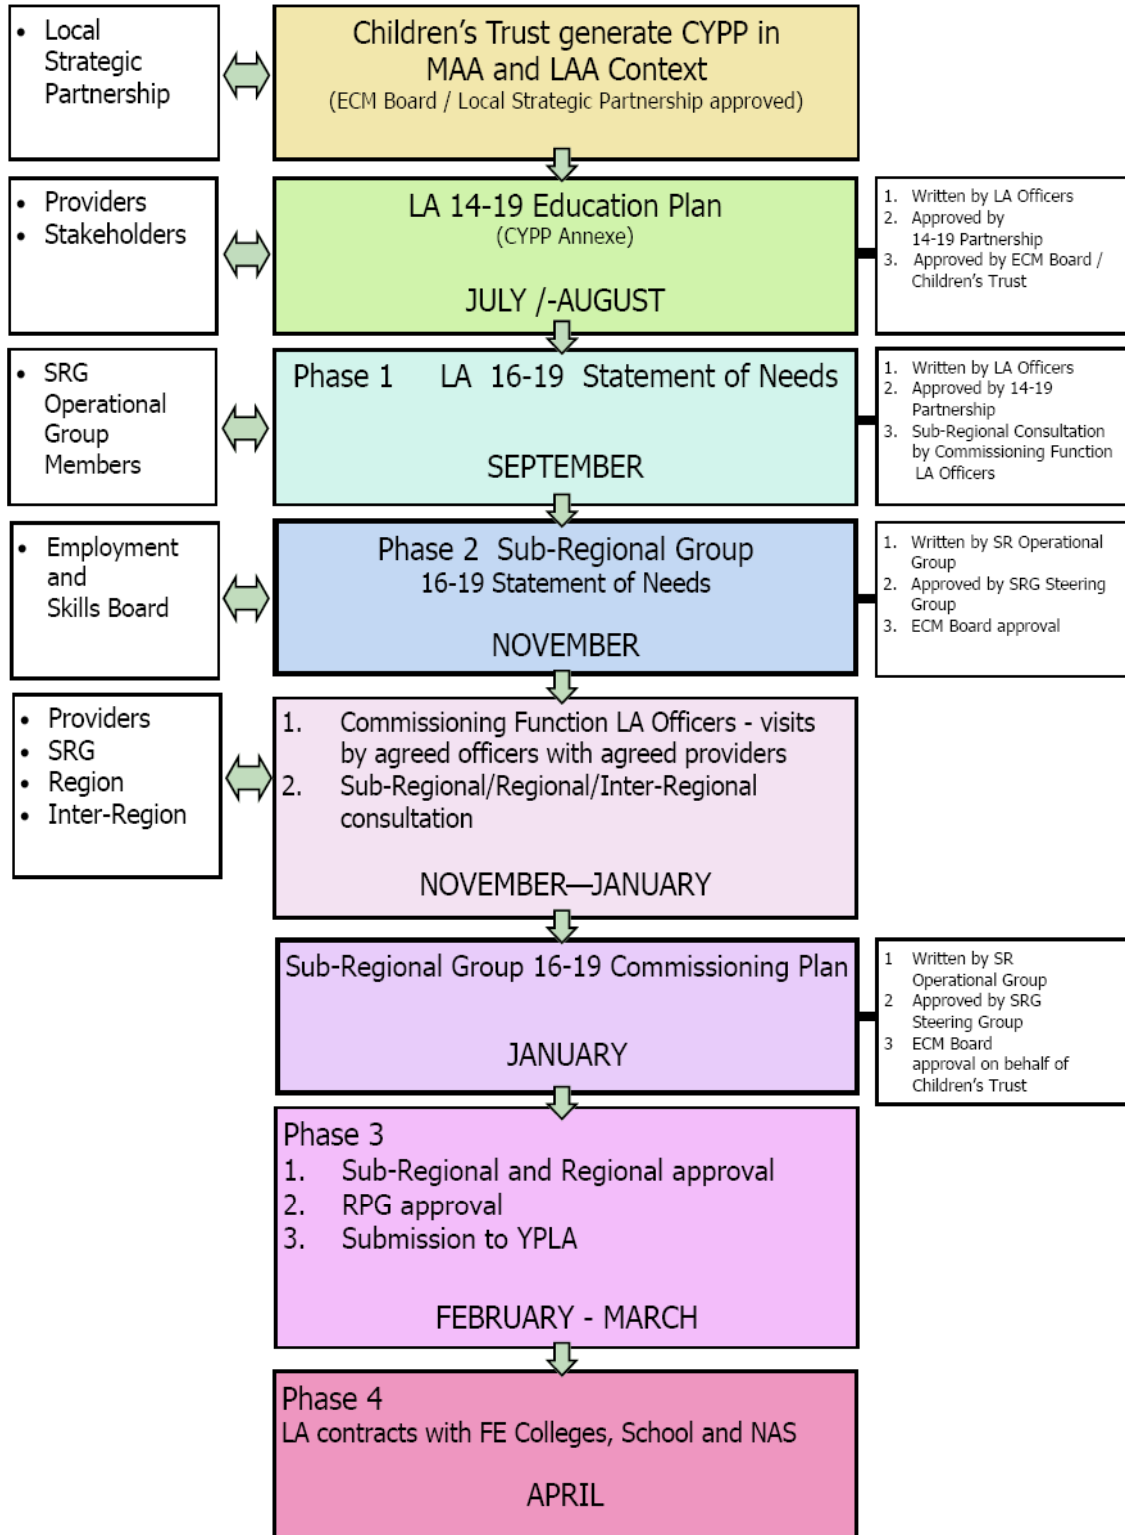 • Local
Strategic
Partnership
Children's Trust generate CYPP in
MAA and LAA Context
(ECM Board / Local Strategic Partnership approved)
• Providers
• Stakeholders
LA 14-19 Education Plan
(CYPP Annexe)
JULY /-AUGUST
1. Written by LA Officers
2. Approved by
14-19 Partnership
3. Approved by ECM Board /
Children's Trust
• SRG
Operational
Group
Members
Phase 1 LA 16-19 Statement of Needs
SEPTEMBER
1. Written by LA Officers
2. Approved by 14-19
Partnership
3. Sub-Regional Consultation
by Commissioning Function
LA Officers
• Employment
and
Skills Board
Phase 2 Sub-Regional Group
16-19 Statement of Needs
NOVEMBER
1. Written by SR Operational
Group
2. Approved by SRG Steering
Group
3. ECM Board approval
• Providers
• SRG
• Region
• Inter-Region
1. Commissioning Function LA Officers - visits
by agreed officers with agreed providers
2. Sub-Regional/Regional/Inter-Regional
consultation
NOVEMBER—JANUARY
Sub-Regional Group 16-19 Commissioning Plan
JANUARY
1 Written by SR
Operational Group
2 Approved by SRG
Steering Group
3 ECM Board
approval on behalf of
Children's Trust
Phase 3
1. Sub-Regional and Regional approval
2. RPG approval
3. Submission to YPLA
FEBRUARY - MARCH
Phase 4
LA contracts with FE Colleges, School and NAS
APRIL